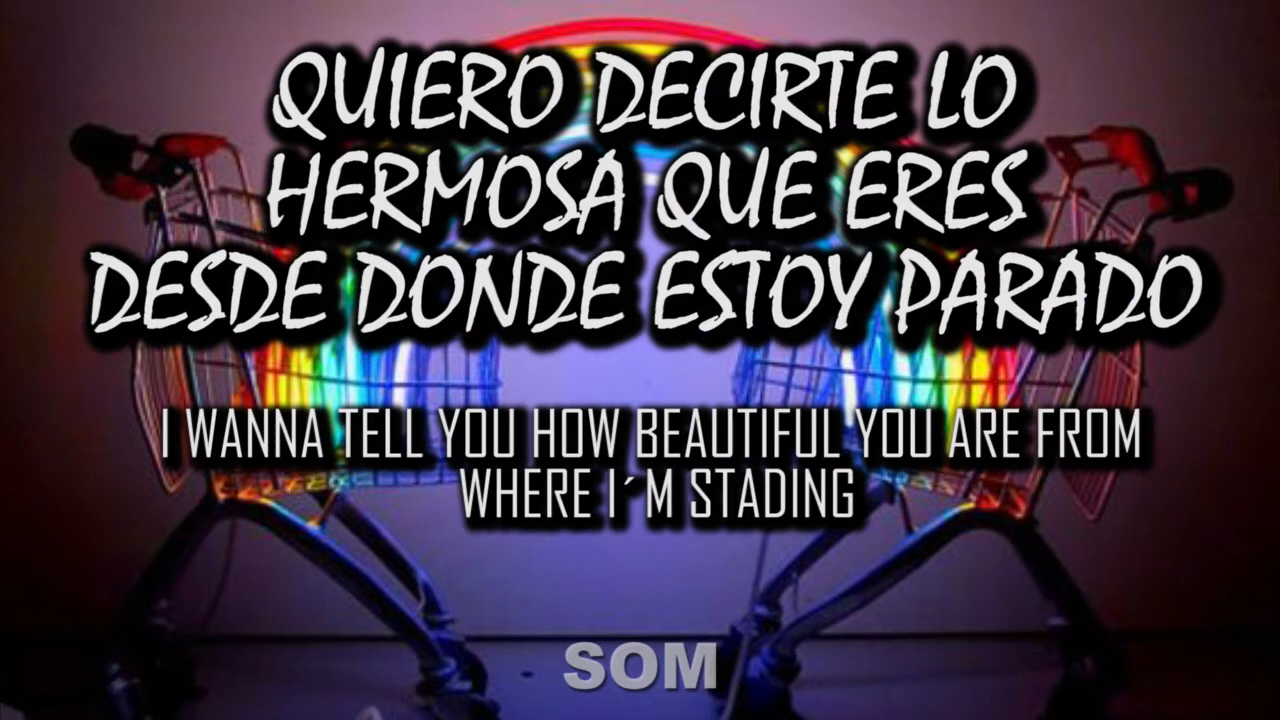 QUIERO DECIRTE LO
HERMOSA QUE ERES
DESDE DONDE ESTOY PARADO
I WANNA TELL YOU HOW BEAUTIFUL YOU ARE FROM
WHERE I´M STADING
SOM